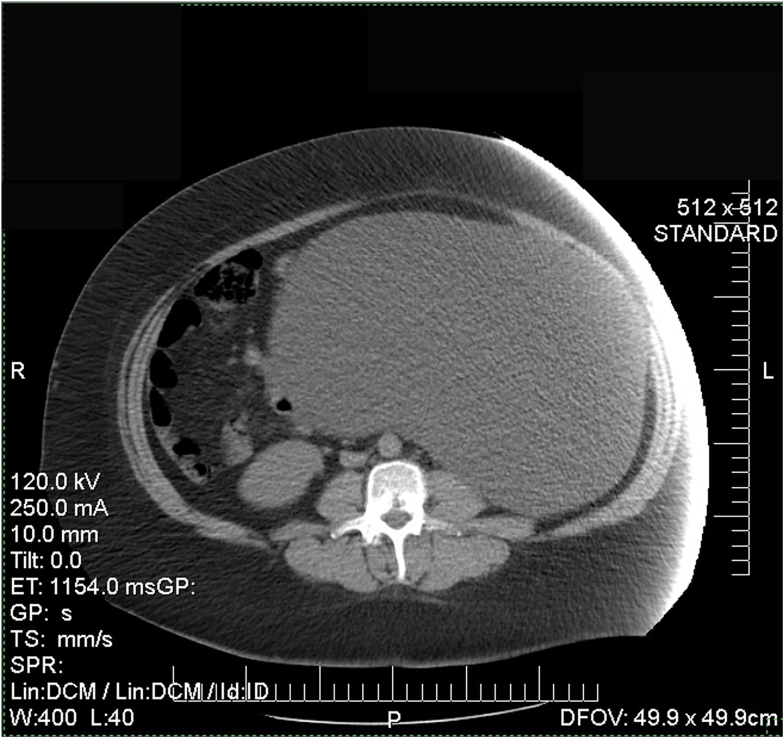 512 x 512
STANDARD
R
L
120.0 kV
250.0 mA
10.0 mm
Tilt: 0.0
ET: 1154.0 msGP:
GP: s
TS: mm/s
SPR:
Lin:DCM / Lin:DCM / Id:ID
W:400 L:40
P
DFOV: 49.9 x 49.9cm